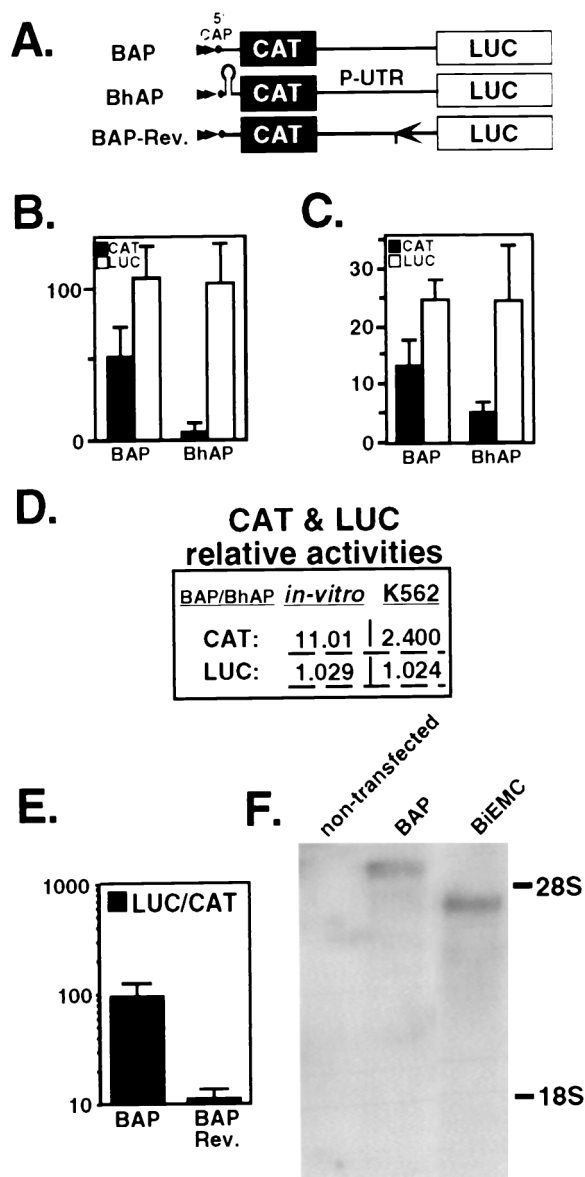 A.
5'
CAP
BAP
CAT
LUC
P-UTR
BhAP
CAT
LUC
BAP-Rev.
CAT
LUC
B.
CAT
LUC
100
0
BAP
BhAP
C.
CAT
LUC
30
20
10
0
BAP
BhAP
D.
CAT & LUC
relative activities
BAP/BhAP in-vitro K562
CAT: 11.01 2.400
LUC: 1.029 1.024
E.
1000
LUC/CAT
100
10
BAP
BAP
Rev.
F.
non-transfected
BAP
BiEMC
28S
18S